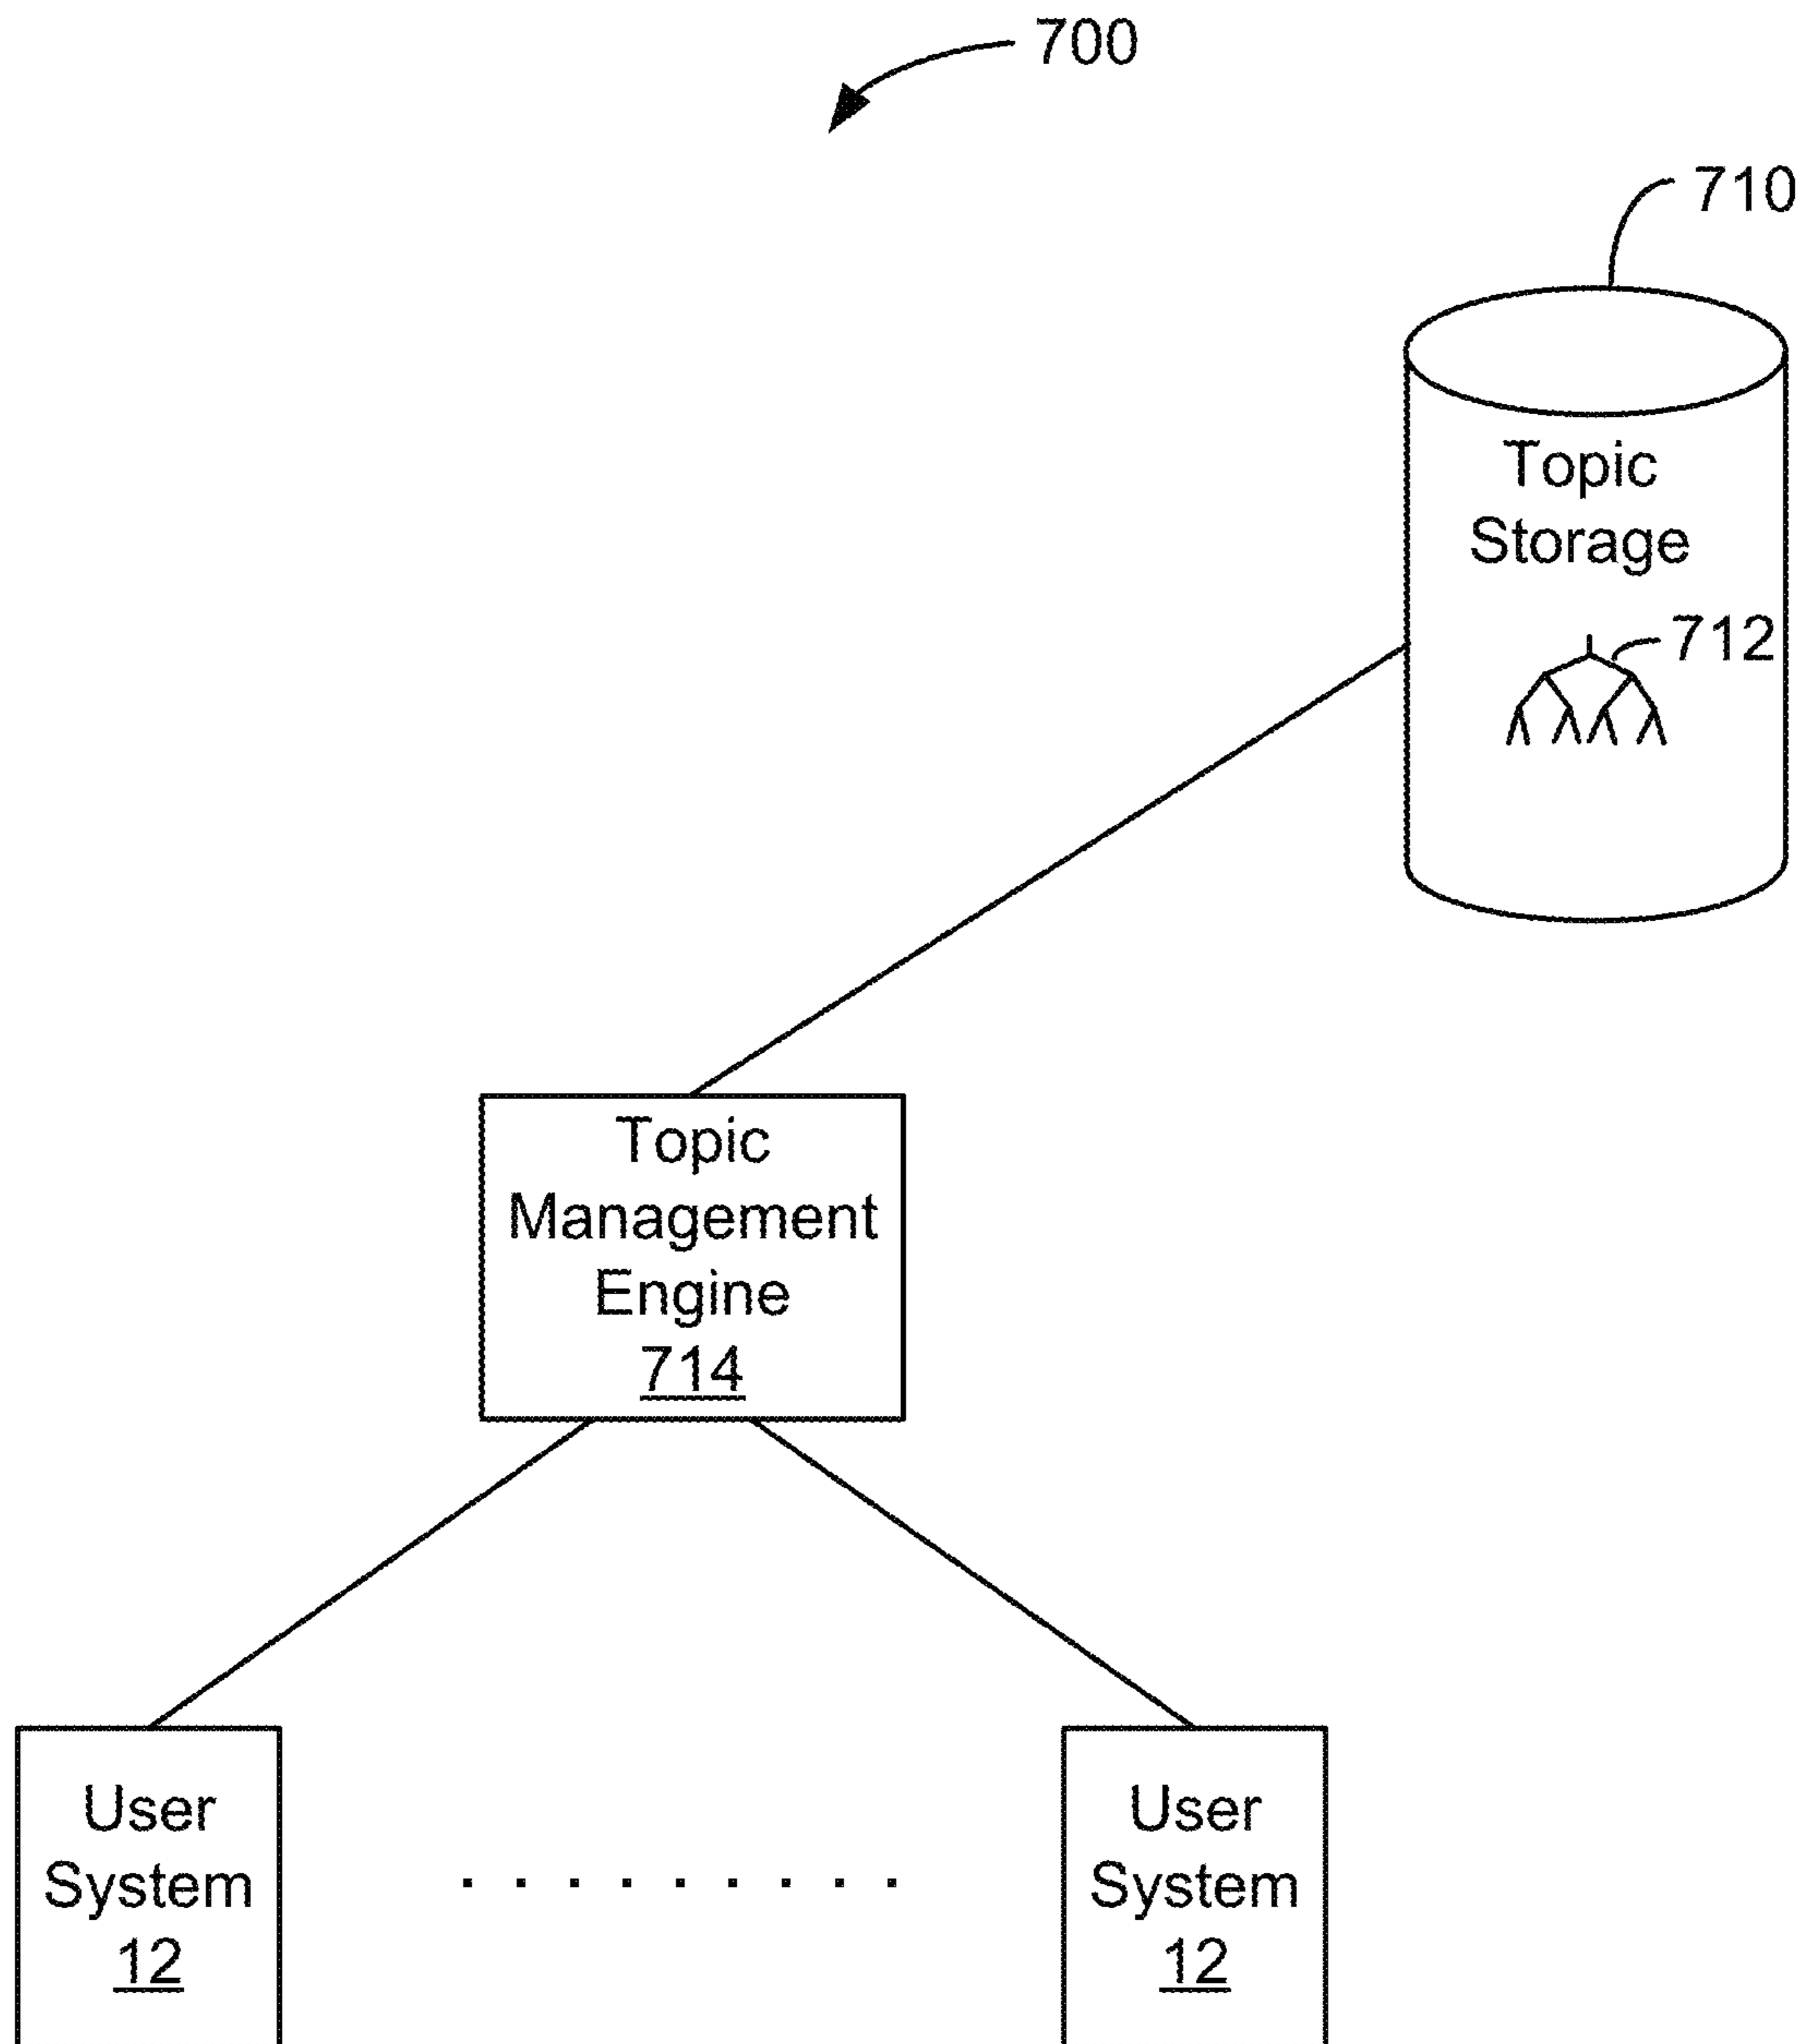 700
710
Topic
Storage
712
Topic
Management
Engine
714
User
System
12
User
System
12